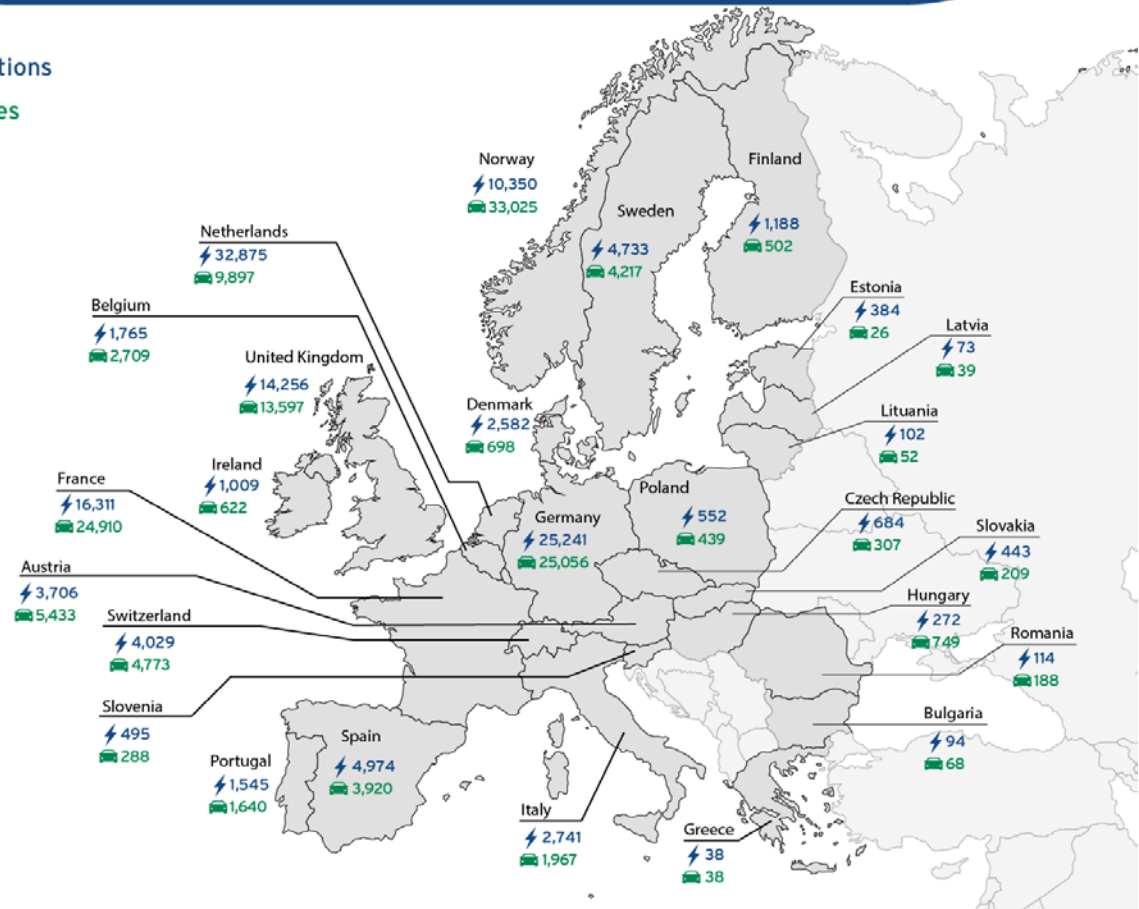 tions
es
Norway
10,350
33,025
Finland
1,188
502
Sweden
4,733
4,217
Netherlands
32,875
9,897
Belgium
1,765
2,709
United Kingdom
14,256
13,597
Estonia
384
26
Latvia
73
39
Denmark
2,582
698
Lituania
102
52
Ireland
1,009
622
France
16,311
24,910
Poland
552
439
Germany
25,241
25,056
Czech Republic
684
307
Slovakia
443
209
Austria
3,706
5,433
Switzerland
4,029
4,773
Hungary
272
749
Romania
114
188
Slovenia
495
288
Bulgaria
94
68
Spain
4,974
3,920
Portugal
1,545
1,640
Italy
2,741
1,967
Greece
38
38